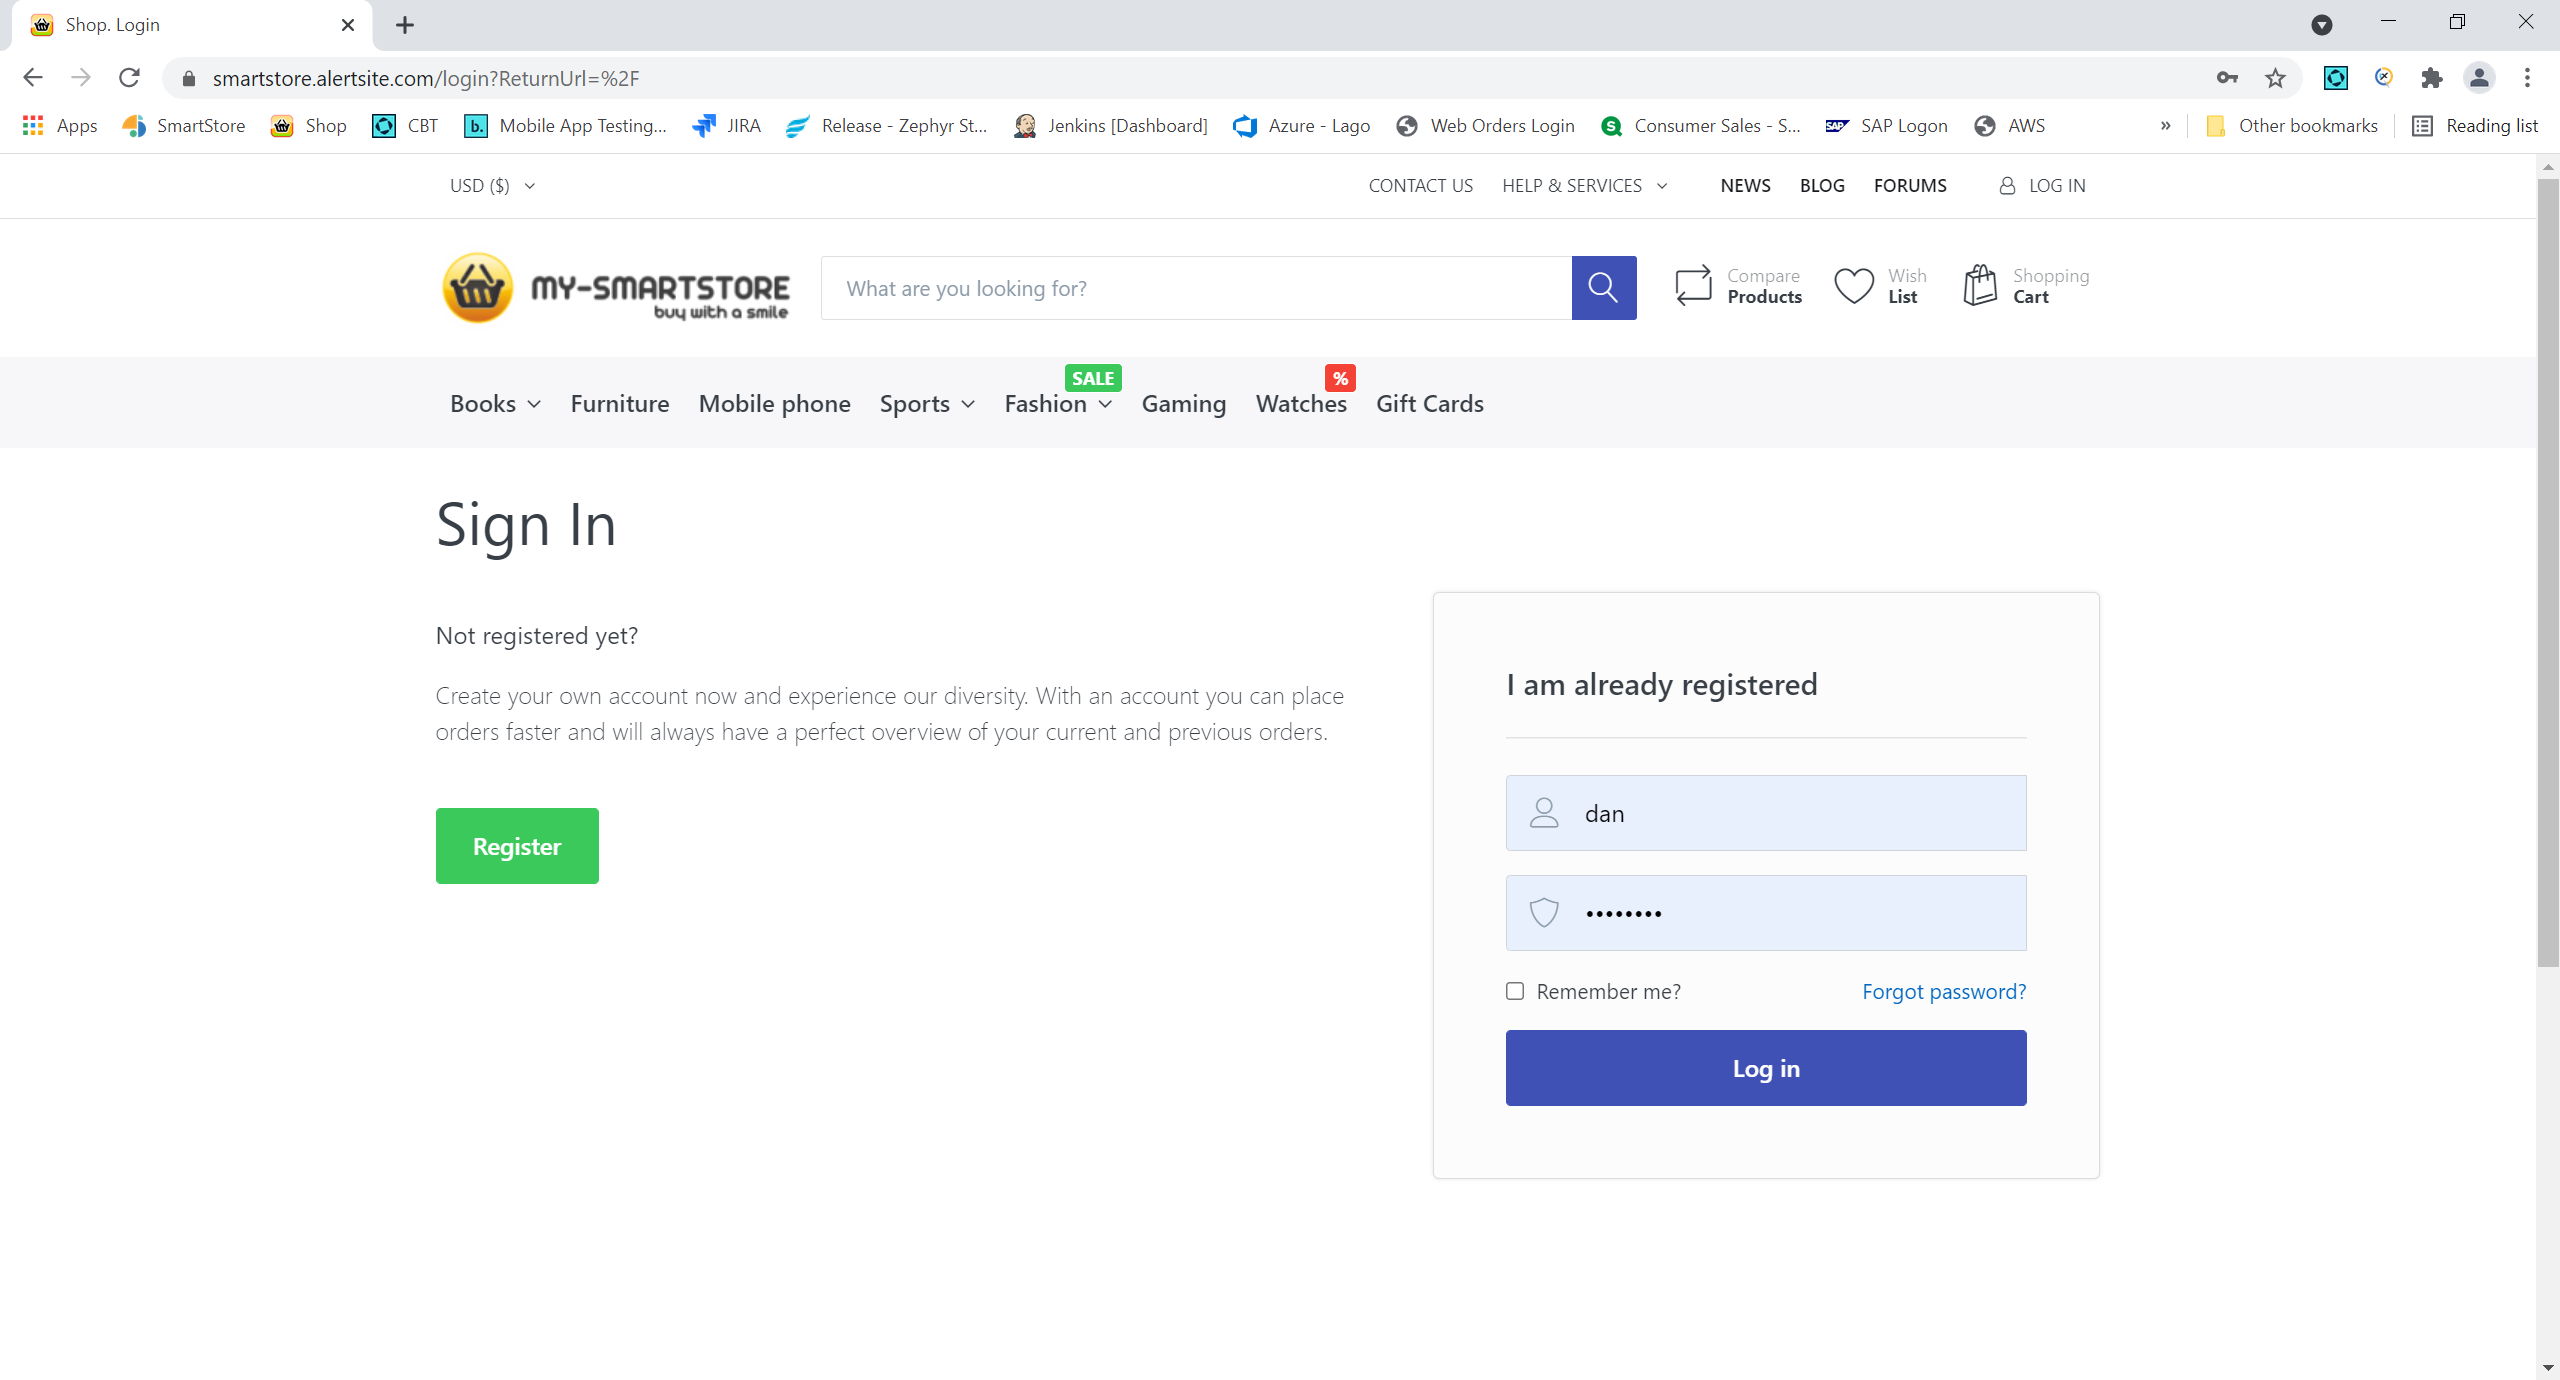 Shop. Login
smartstore.alertsite.com/login?ReturnUrl=%2F
Apps SmartStore Shop CBT b. Mobile App Testing... JIRA Release - Zephyr St... Jenkins [Dashboard] Azure - Lago Web Orders Login S Consumer Sales - S... SAP SAP Logon AWS » Other bookmarks Reading list
USD ($) CONTACT US HELP & SERVICES NEWS BLOG FORUMS LOG IN
MY-SMARTSTORE
buy with a smile
What are you looking for?
Compare
Products
Wish
List
Shopping
Cart
SALE %
Books Furniture Mobile phone Sports Fashion Gaming Watches Gift Cards
Sign In
Not registered yet?
Create your own account now and experience our diversity. With an account you can place
orders faster and will always have a perfect overview of your current and previous orders.
Register
I am already registered
dan
••••••••
Remember me? Forgot password?
Log in